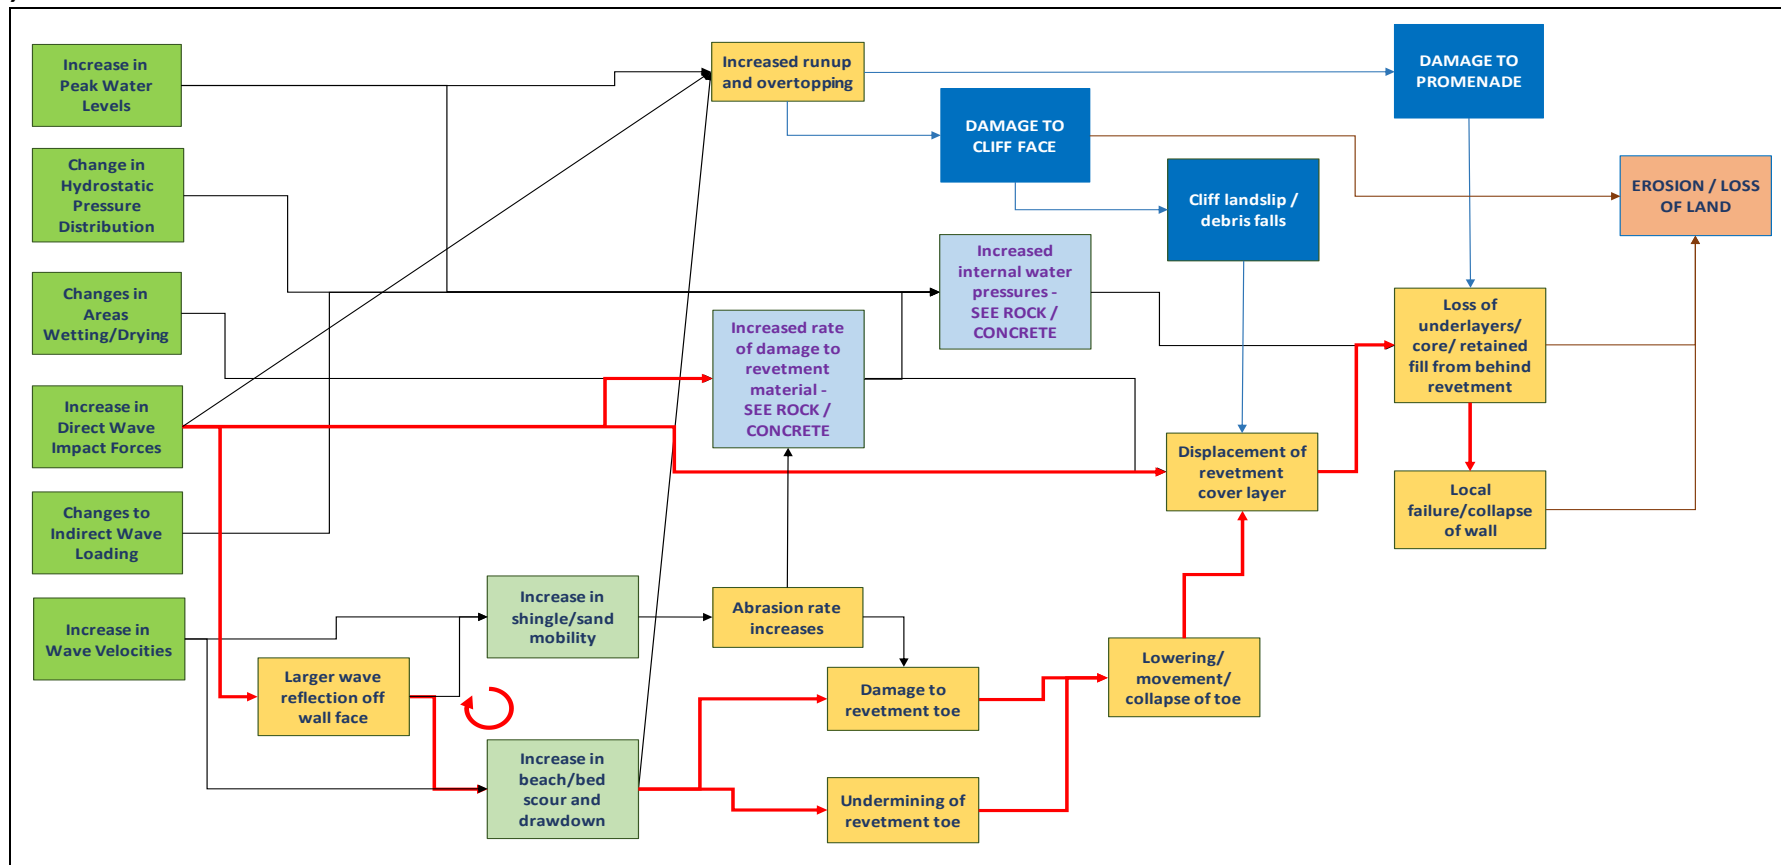 Increase in
Peak Water
Levels
Change in
Hydrostatic
Pressure
Distribution
Changes in
Areas
Wetting/Drying
Increase in
Direct Wave
Impact Forces
Changes to
Indirect Wave
Loading
Increase in
Wave Velocities
Larger wave
reflection off
wall face
Increase in
shingle/sand
mobility
Increase in
beach/bed
scour and
drawdown
Increased runup
and overtopping
Increased rate
of damage to
revetment
material -
SEE ROCK /
CONCRETE
Abrasion rate
increases
Damage to
revetment toe
Undermining of
revetment toe
DAMAGE TO
CLIFF FACE
Increased
internal water
pressures -
SEE ROCK /
CONCRETE
Cliff landslip /
debris falls
Displacement of
revetment
cover layer
Lowering/
movement/
collapse of toe
DAMAGE TO
PROMENADE
Loss of
underlayers/
core/ retained
fill from behind
revetment
Local
failure/collapse
of wall
EROSION / LOSS
OF LAND